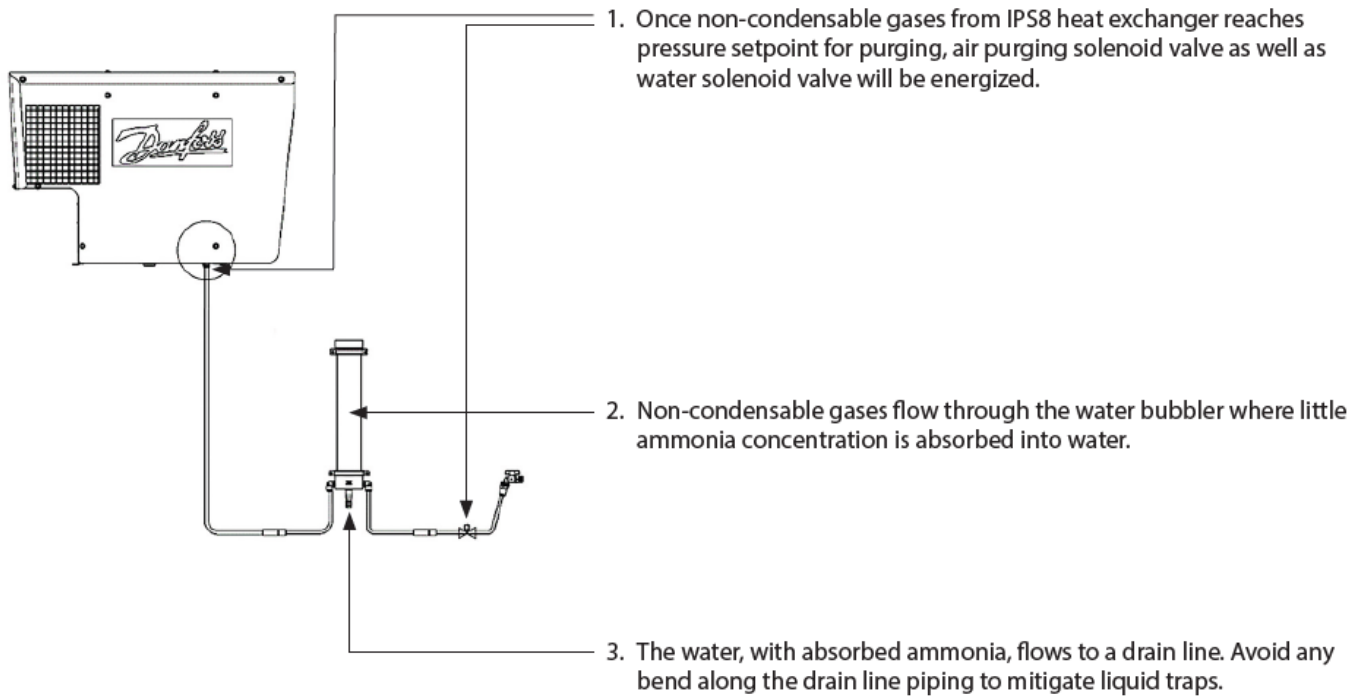 1. Once non-condensable gases from IPS8 heat exchanger reaches
pressure setpoint for purging, air purging solenoid valve as well as
water solenoid valve will be energized.
Danfoss
2. Non-condensable gases flow through the water bubbler where little
ammonia concentration is absorbed into water.
3. The water, with absorbed ammonia, flows to a drain line. Avoid any
bend along the drain line piping to mitigate liquid traps.